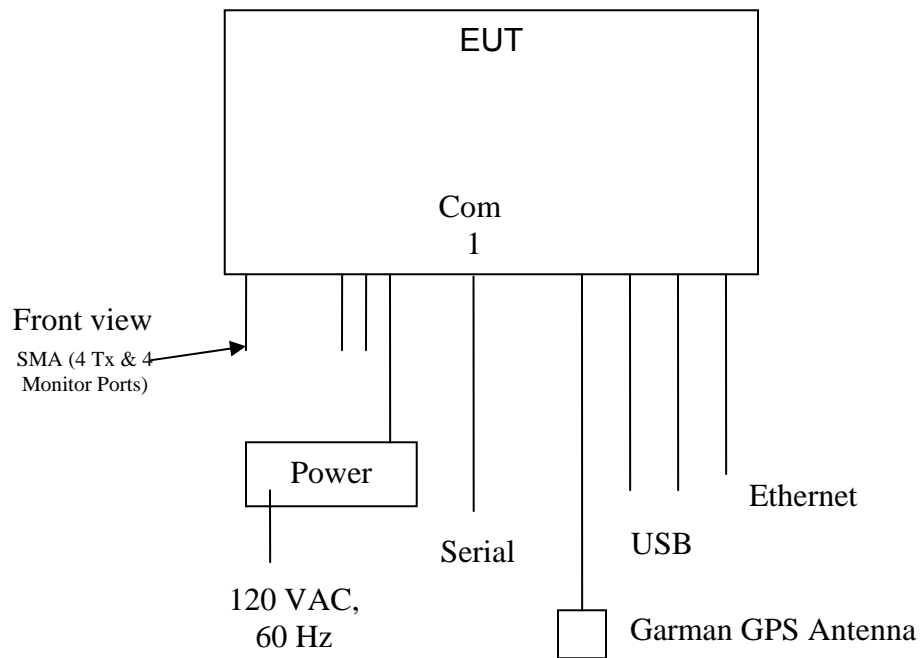 EUT
Com
1
Front view
SMA (4 Tx & 4
Monitor Ports)
Power
Ethernet
Serial
USB
120 VAC,
60 Hz
Garman GPS Antenna